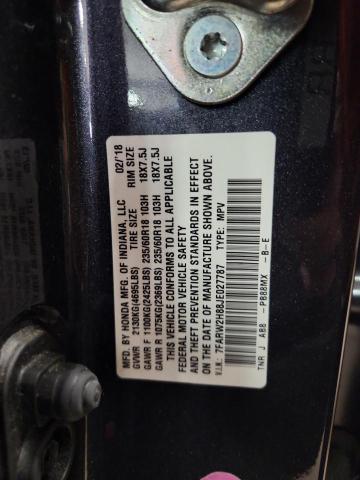 MFD. BY HONDA MFG. OF INDIANA, LLC 02/'18
TIRE SIZE RIM SIZE
GVWR 2130KG(4695LBS)
GAWR F 1100KG(2425LBS) 235/60R18 103H 18X7.5J
GAWR R 1075KG(2369LBS) 235/60R18 103H 18X7.5J
THIS VEHICLE CONFORMS TO ALL APPLICABLE
FEDERAL MOTOR VEHICLE SAFETY
AND THEFT PREVENTION STANDARDS IN EFFECT
ON THE DATE OF MANUFACTURE SHOWN ABOVE.
V.I.N.: 7FARW2H88JE027787 TYPE: MPV
TNR J A88 -PB88MX -B-E